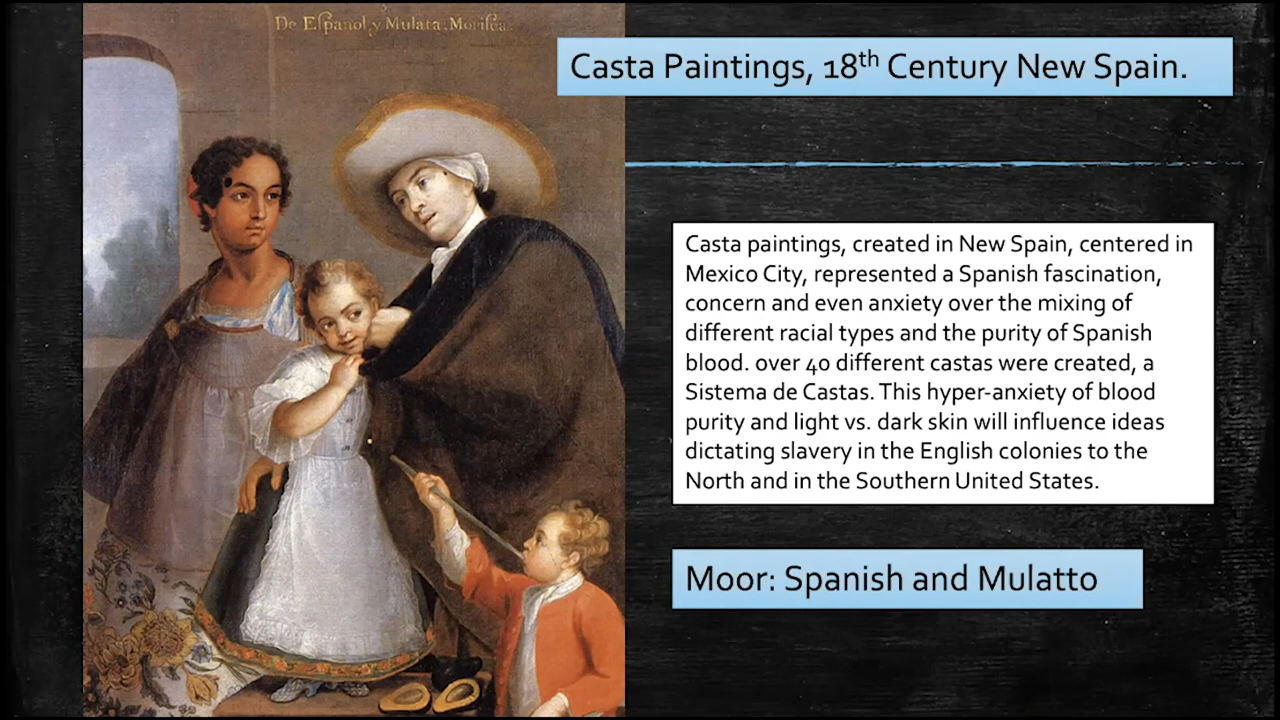 De Eſpanol, y Mulata. Moriſca.
Casta Paintings, 18th Century New Spain.
Casta paintings, created in New Spain, centered in
Mexico City, represented a Spanish fascination,
concern and even anxiety over the mixing of
different racial types and the purity of Spanish
blood. over 40 different castas were created, a
Sistema de Castas. This hyper-anxiety of blood
purity and light vs. dark skin will influence ideas
dictating slavery in the English colonies to the
North and in the Southern United States.
Moor: Spanish and Mulatto